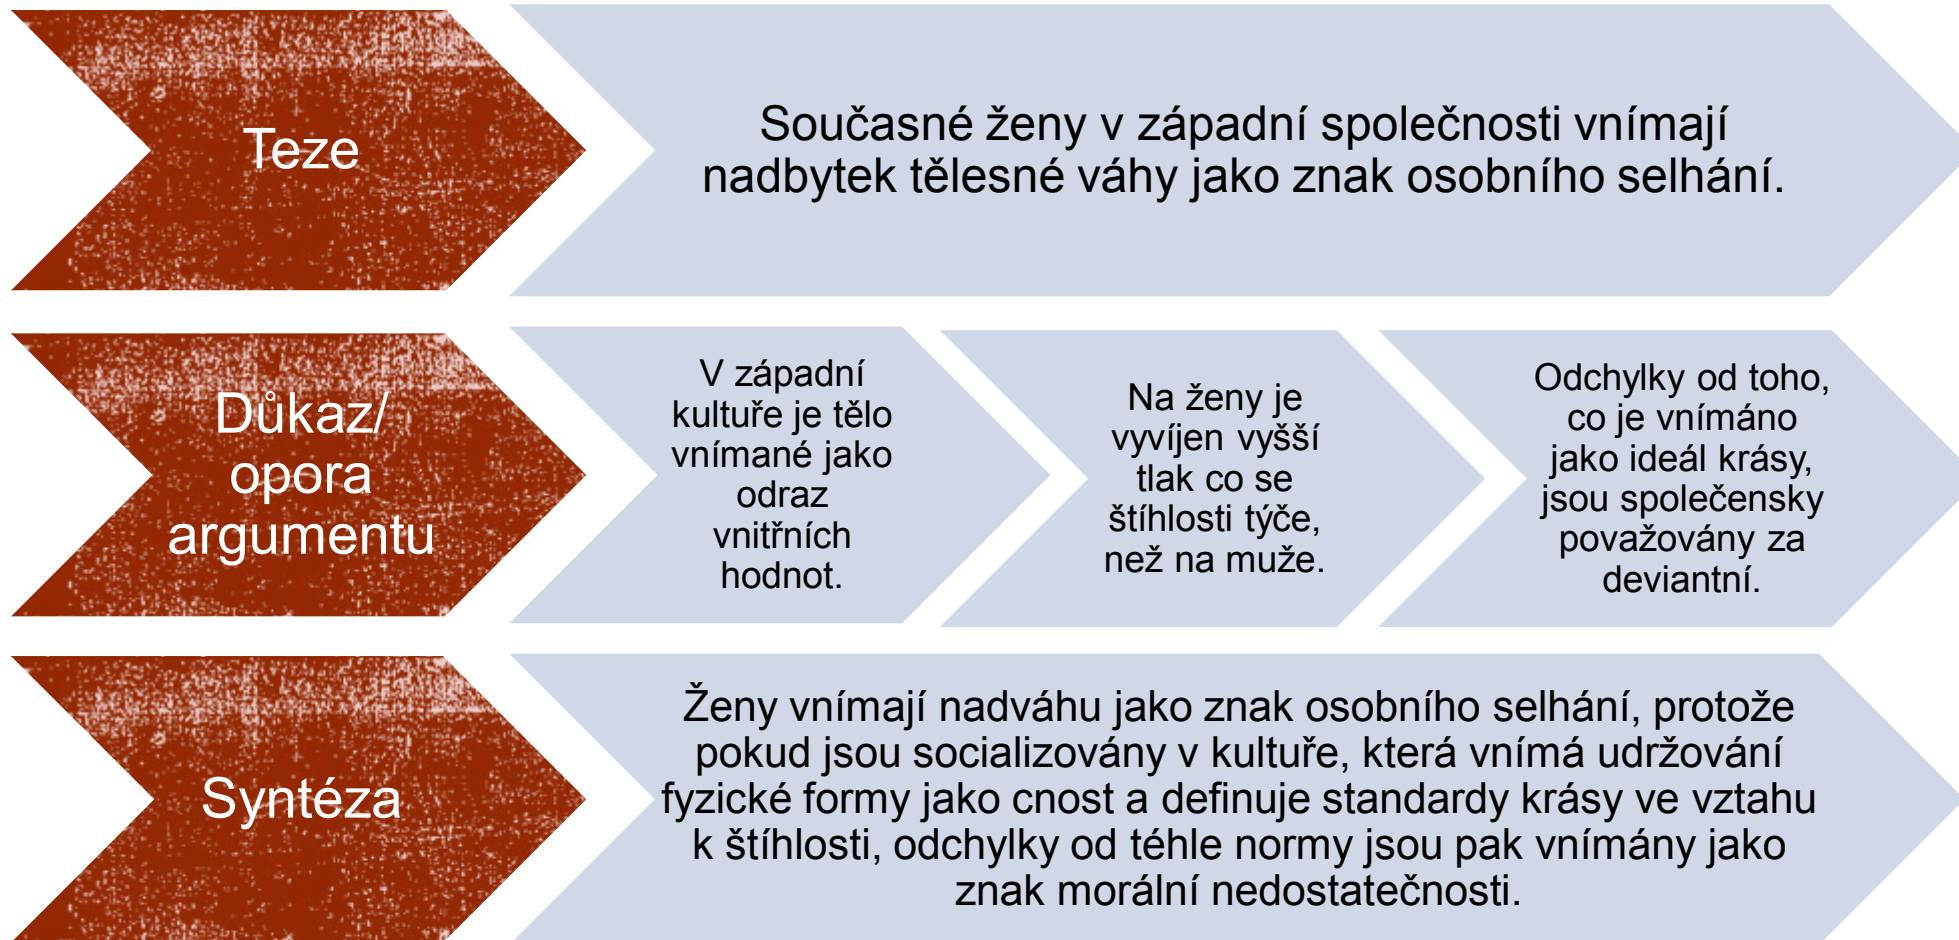 Teze
Současné ženy v západní společnosti vnímají
nadbytek tělesné váhy jako znak osobního selhání.
Důkaz/
opora
argumentu
V západní
kultuře je tělo
vnímané jako
odraz
vnitřních
hodnot.
Na ženy je
vyvíjen vyšší
tlak co se
štíhlosti týče,
než na muže.
Odchylky od toho,
co je vnímáno
jako ideál krásy,
jsou společensky
považovány za
deviantní.
Syntéza
Ženy vnímají nadváhu jako znak osobního selhání, protože
pokud jsou socializovány v kultuře, která vnímá udržování
fyzické formy jako cnost a definuje standardy krásy ve vztahu
k štíhlosti, odchylky od téhle normy jsou pak vnímány jako
znak morální nedostatečnosti.